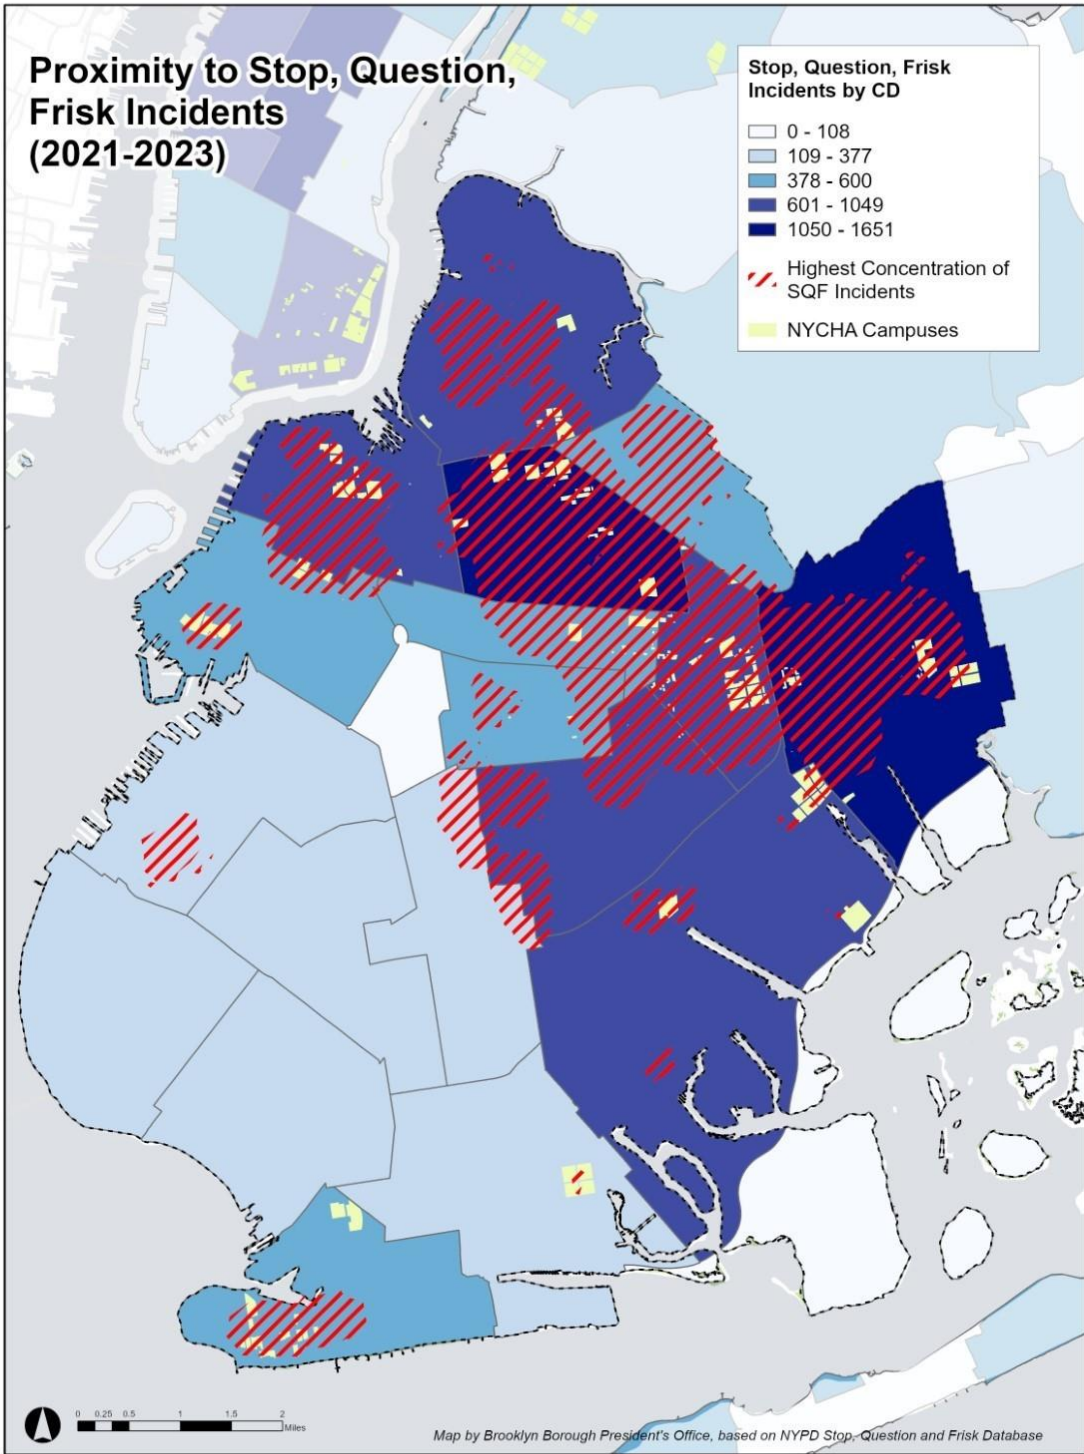 Proximity to Stop, Question,
Frisk Incidents
(2021-2023)
Stop, Question, Frisk
Incidents by CD
0 - 108
109 - 377
378 - 600
601 - 1049
1050 - 1651
Highest Concentration of
SQF Incidents
NYCHA Campuses
0 0.25 0.5 1 1.5 2
Miles
Map by Brooklyn Borough President's Office, based on NYPD Stop, Question and Frisk Database